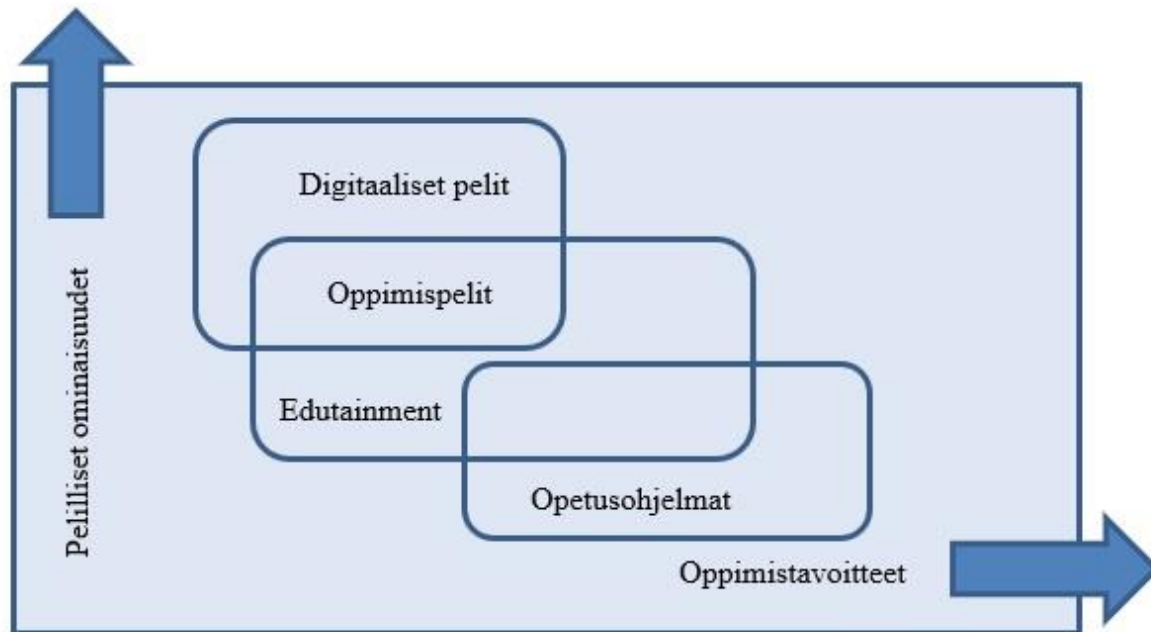 Digitaaliset pelit
Oppimispelit
Edutainment
Opetusohjelmat
Pelilliset ominaisuudet
Oppimistavoitteet